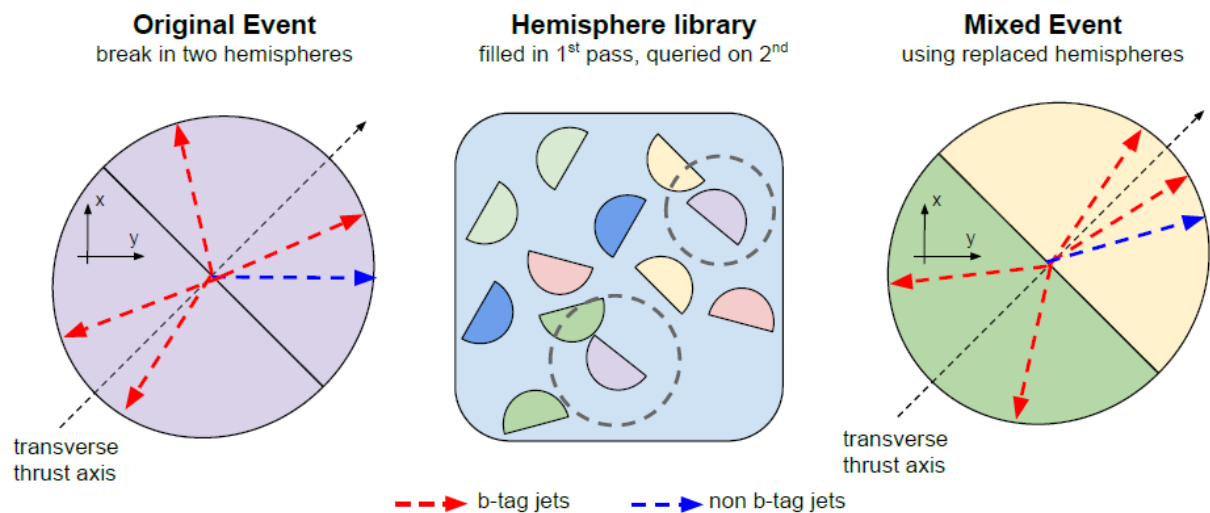 Original Event
break in two hemispheres
Hemisphere library
filled in 1st pass, queried on 2nd
Mixed Event
using replaced hemispheres
x
y
transverse
thrust axis
x
y
transverse
thrust axis
b-tag jets
non b-tag jets